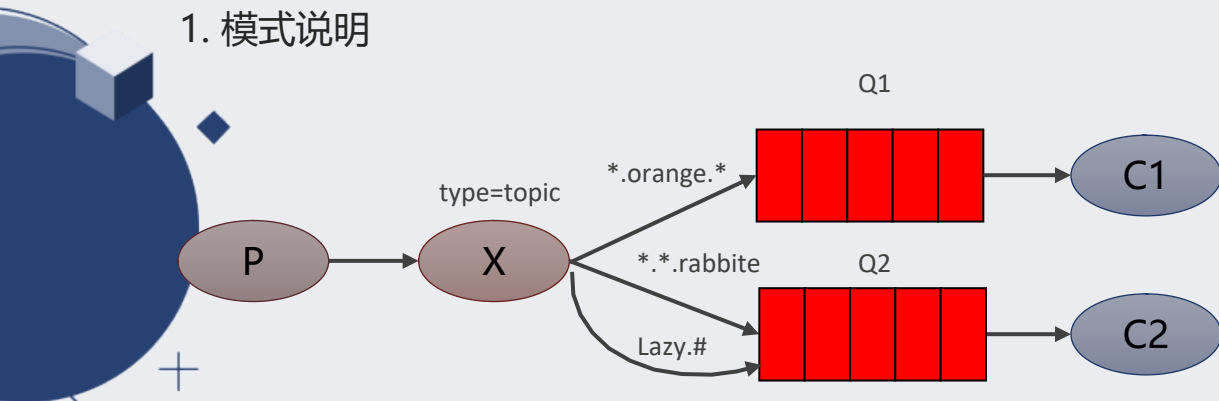 1. 模式说明
Q1
*.orange.*
C1
type=topic
P
X
*.*.rabbite
Q2
Lazy.#
C2